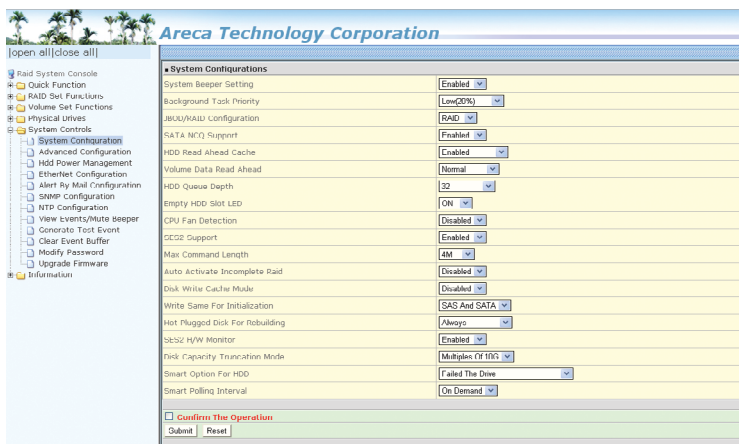 Areca Technology Corporation
|open all|close all|
Raid System Console
Quick Function
RAID Set Functions
Volume Set Functions
Physical Drives
System Controls
System Configuration
Advanced Configuration
Hdd Power Management
EtherNet Configuration
Alert By Mail Configuration
SNMP Configuration
NTP Configuration
View Events/Mute Beeper
Generate Test Event
Clear Event Buffer
Modify Password
Upgrade Firmware
Information
System Configurations
System Beeper Setting Enabled
Background Task Priority Low(20%)
JBOD/RAID Configuration RAID
SATA NCQ Support Enabled
HDD Read Ahead Cache Enabled
Volume Data Read Ahead Normal
HDD Queue Depth 32
Empty HDD Slot LED ON
CPU Fan Detection Disabled
SES2 Support Enabled
Max Command Length 4M
Auto Activate Incomplete Raid Disabled
Disk Write Cache Mode Disabled
Write Same For Initialization SAS And SATA
Hot Plugged Disk For Rebuilding Always
SES2 H/W Monitor Enabled
Disk Capacity Truncation Mode Multiples Of 10G
Smart Option For HDD Failed The Drive
Smart Polling Interval On Demand
Confirm The Operation
Submit Reset